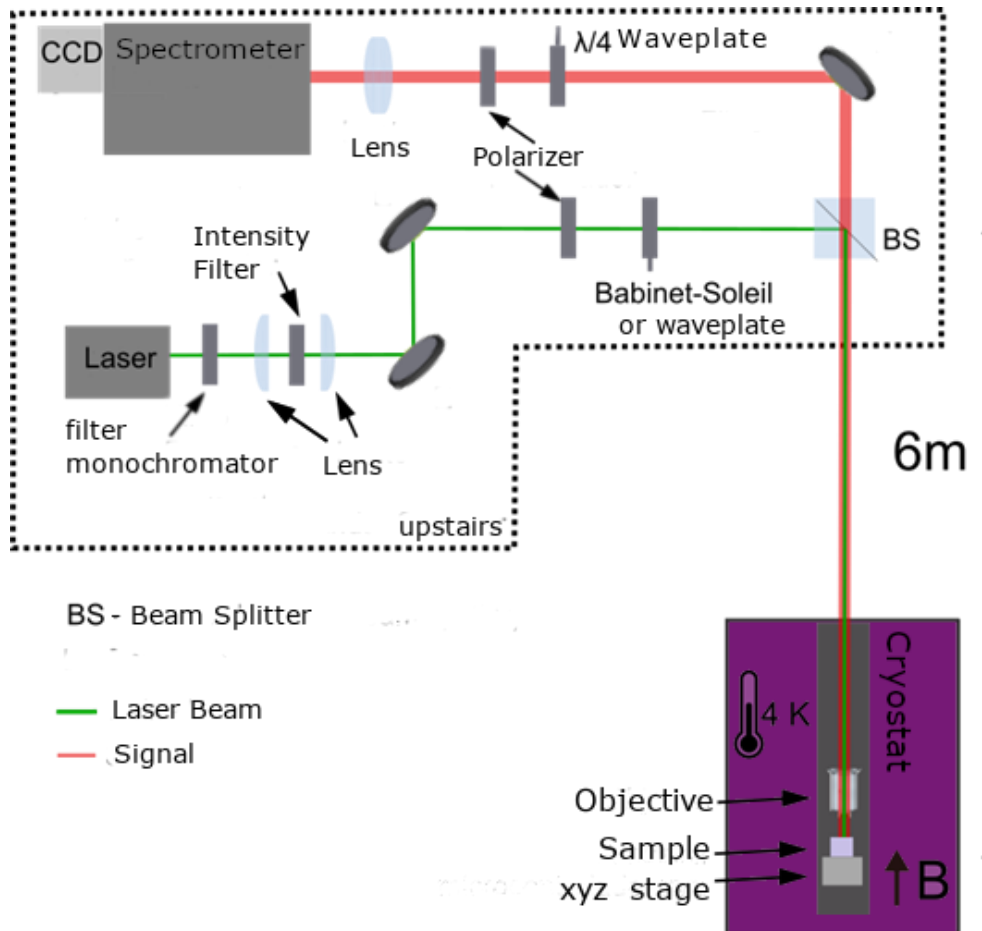 CCD
Spectrometer
λ/4 Waveplate
Lens
Polarizer
Intensity
Filter
BS
Babinet-Soleil
or waveplate
Laser
filter
monochromator
Lens
6m
upstairs
BS - Beam Splitter
Laser Beam
Signal
Cryostat
4 K
Objective
Sample
xyz stage
B